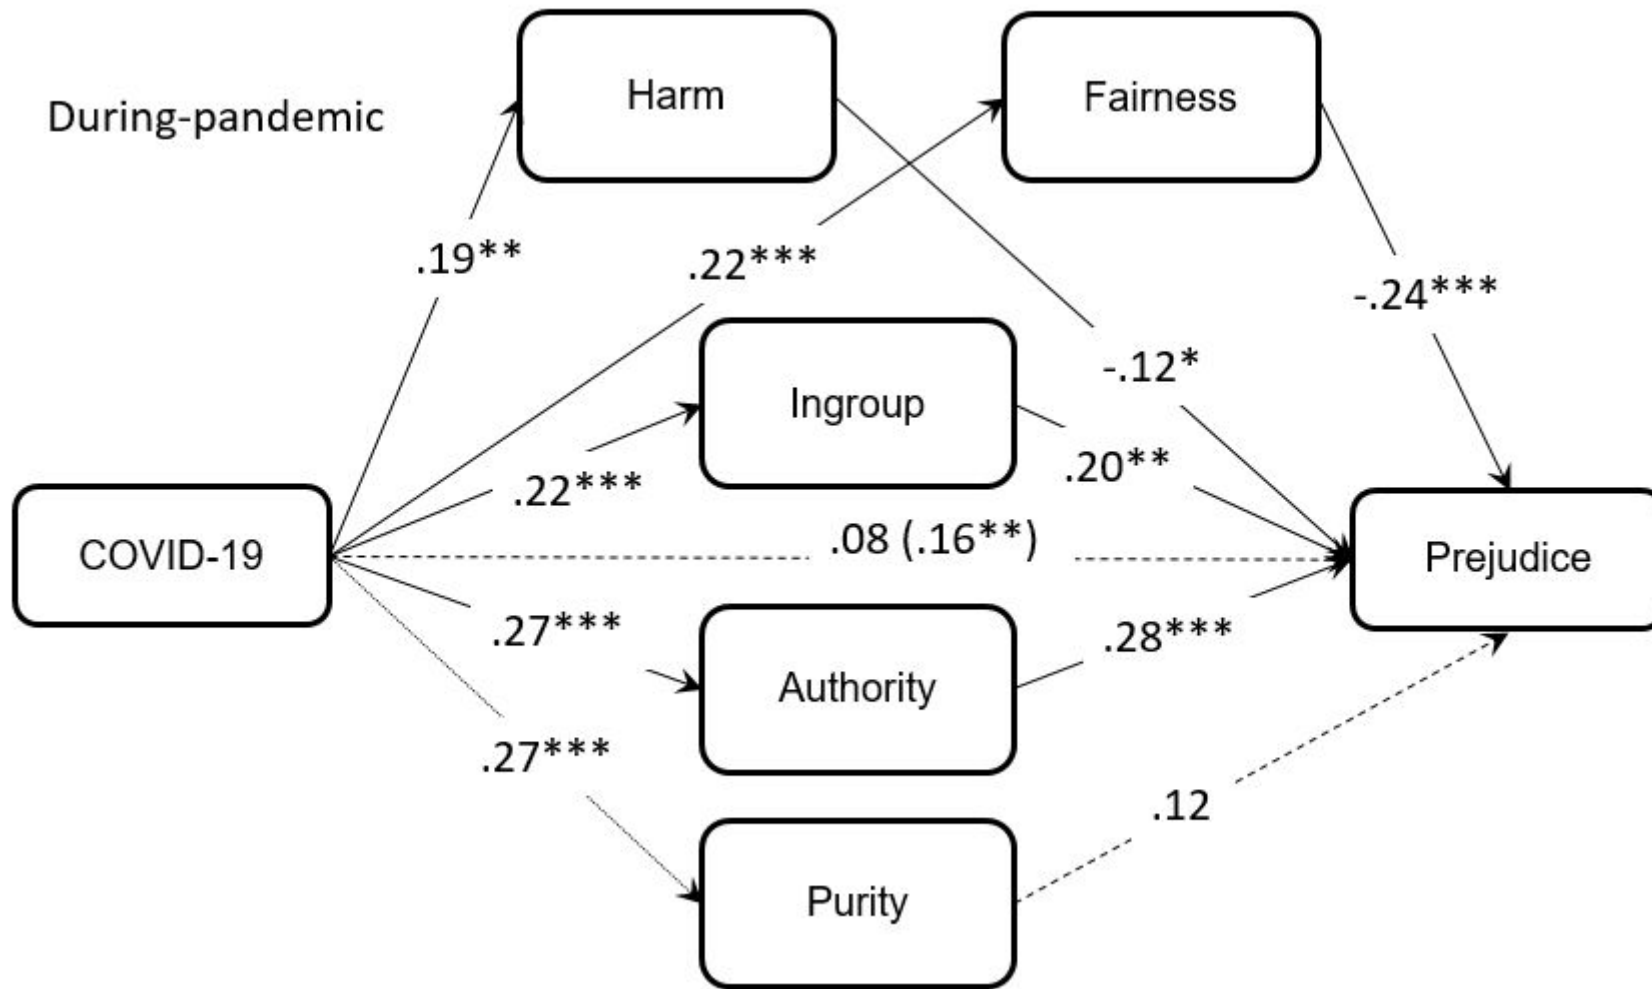 Harm
Fairness
During-pandemic
.19**
.22***
-.24***
-.12*
Ingroup
.20**
.22***
.08 (.16**)
COVID-19
Prejudice
.27***
.28***
Authority
.27***
.12
Purity